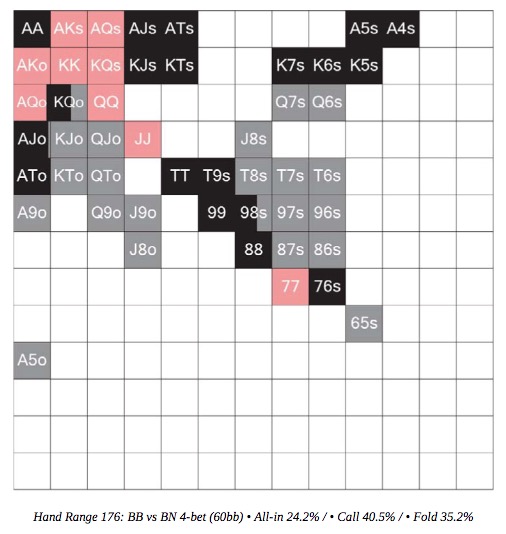 AA AKs AQs AJs ATs A5s A4s
AKo KK KQs KJs KTs K7s K6s K5s
AQo KQo QQ Q7s Q6s
AJo KJo QJo JJ J8s
ATo KTo QTo TT T9s T8s T7s T6s
A9o Q9o J9o 99 98s 97s 96s
J8o 88 87s 86s
77 76s
65s
A5o
Hand Range 176: BB vs BN 4-bet (60bb) • All-in 24.2% / • Call 40.5% / • Fold 35.2%